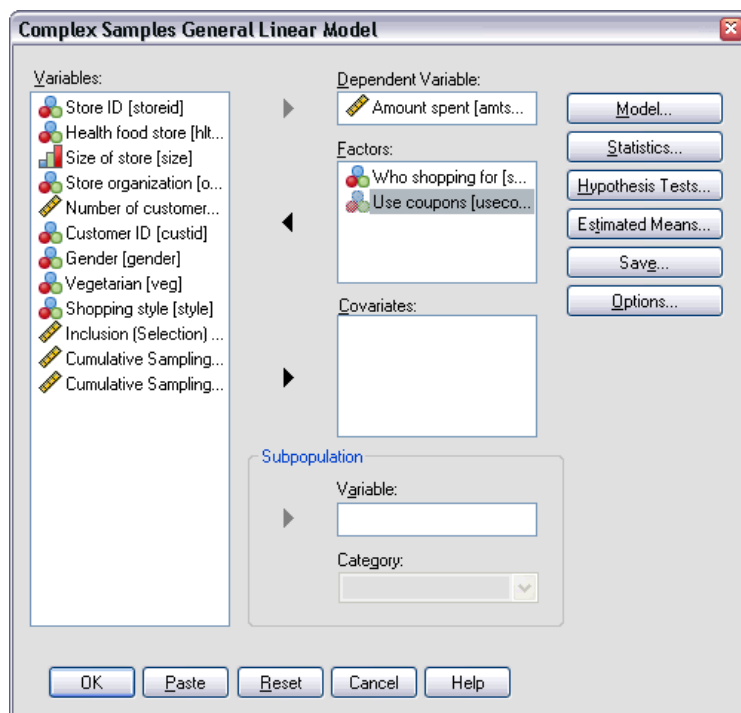 Complex Samples General Linear Model
Variables:
Store ID [storeid]
Health food store [hlt...
Size of store [size]
Store organization [o...
Number of customer...
Customer ID [custid]
Gender [gender]
Vegetarian [veg]
Shopping style [style]
Inclusion (Selection) ...
Cumulative Sampling...
Cumulative Sampling...
Dependent Variable:
Amount spent [amts...
Factors:
Who shopping for [s...
Use coupons [useco...
Covariates:
Subpopulation
Variable:
Category:
Model...
Statistics...
Hypothesis Tests...
Estimated Means...
Save...
Options...
OK
Paste
Reset
Cancel
Help